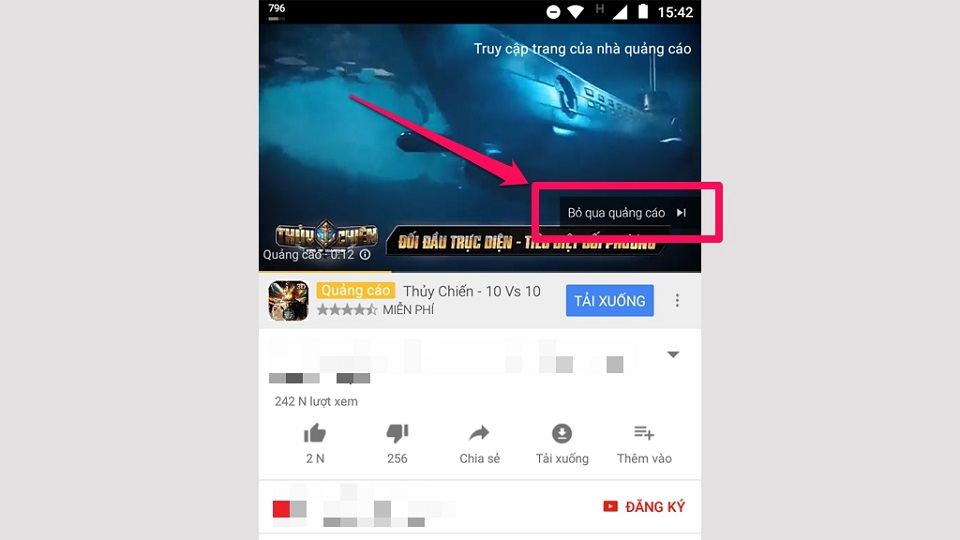 796
H
15:42
Truy cập trang của nhà quảng cáo
Bỏ qua quảng cáo
THỦY CHIẾN
ĐỐI ĐẦU TRỰC DIỆN - TIÊU DIỆT ĐỐI PHƯƠNG
Quảng cáo - 0:12
Quảng cáo Thủy Chiến - 10 Vs 10
MIỄN PHÍ
TẢI XUỐNG
242 N lượt xem
2 N
256
Chia sẻ
Tải xuống
Thêm vào
ĐĂNG KÝ